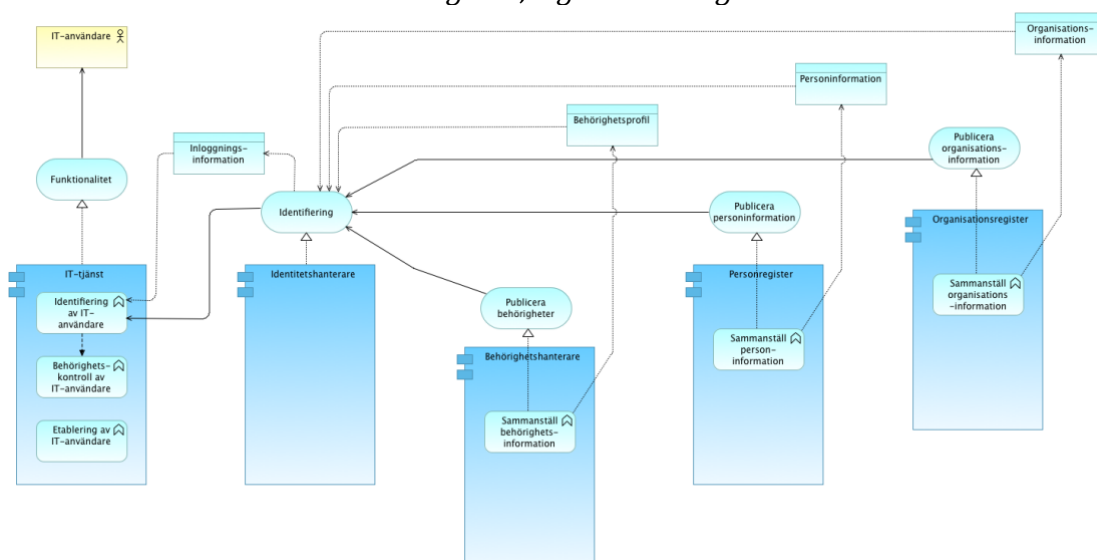 IT-användare
Organisations-
information
Personinformation
Behörighetsprofil
Inloggnings-
information
Publicera
organisations-
information
Funktionalitet
Identifiering
Publicera
personinformation
Organisationsregister
IT-tjänst
Identitetshanterare
Personregister
Identifiering
av IT-
användare
Publicera
behörigheter
Sammanställ
organisations
-information
Sammanställ
person-
information
Behörighetshanterare
Behörighets-
kontroll av
IT-användare
Sammanställ
behörighets-
information
Etablering av
IT-användare